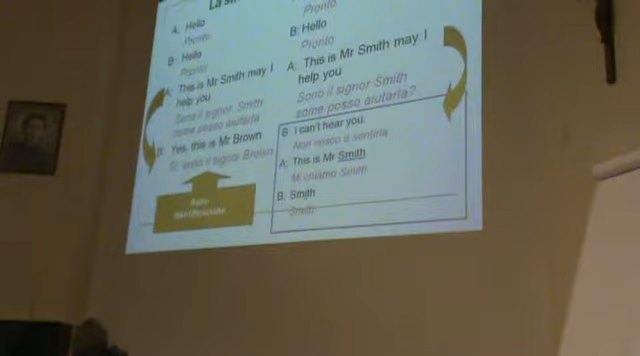 A: Hello
Pronto
B: Hello
Pronto
A: This is Mr Smith may I
help you
Sono il signor Smith
come posso aiutarla
B: Yes, this is Mr Brown
Sì, sono il signor Brown
Pronto
B: Hello
Pronto
A: This is Mr Smith may I
help you
Sono il signor Smith
come posso aiutarla?
B I can't hear you.
Non riesco a sentirla
A: This is Mr Smith
Mi chiamo Smith
B: Smith
Smith